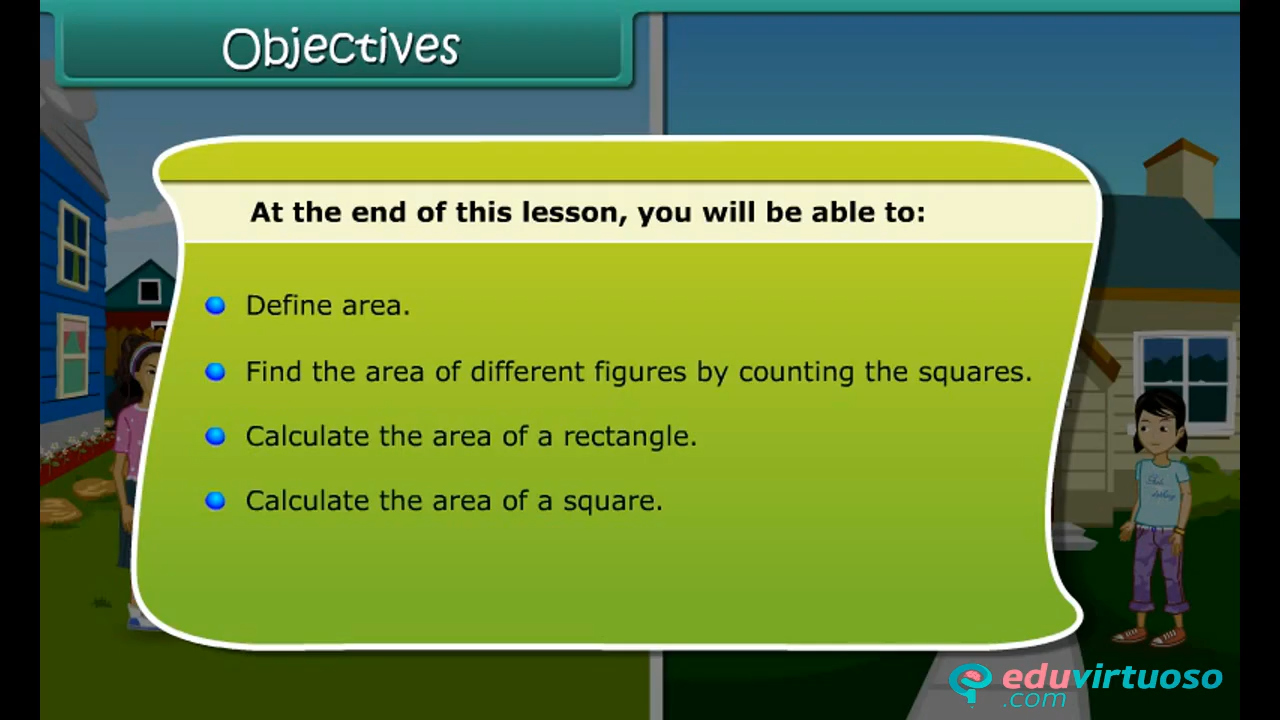 Objectives
At the end of this lesson, you will be able to:
Define area.
Find the area of different figures by counting the squares.
Calculate the area of a rectangle.
Calculate the area of a square.
eduvirtuoso
.com